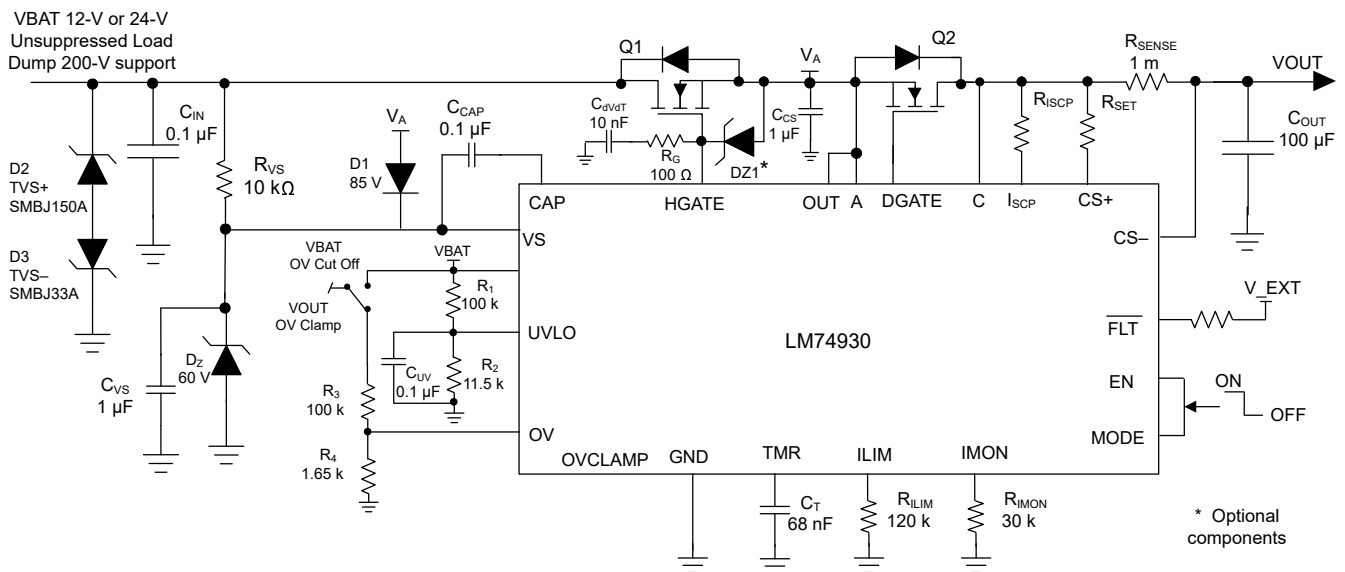 VBAT 12-V or 24-V
Unsuppressed Load
Dump 200-V support
Q1
VA
Q2
RSENSE
1 m
VOUT
CIN
0.1 µF
CCAP
0.1 µF
CdVdT
10 nF
RG
100 Ω
DZ1*
CCS
1 µF
RISCP
RSET
COUT
100 µF
D2
TVS+
SMBJ150A
RVS
10 kΩ
VA
D1
85 V
D3
TVS–
SMBJ33A
CAP
HGATE
OUT
A
DGATE
C
ISCP
CS+
VS
CS–
VBAT
OV Cut Off
VBAT
R1
100 k
VOUT
OV Clamp
UVLO
CUV
0.1 µF
R2
11.5 k
LM74930
FLT
V_EXT
CVS
1 µF
DZ
60 V
R3
100 k
EN
ON
OFF
MODE
OV
R4
1.65 k
OVCLAMP
GND
TMR
ILIM
IMON
CT
68 nF
RILIM
120 k
RIMON
30 k
* Optional
components